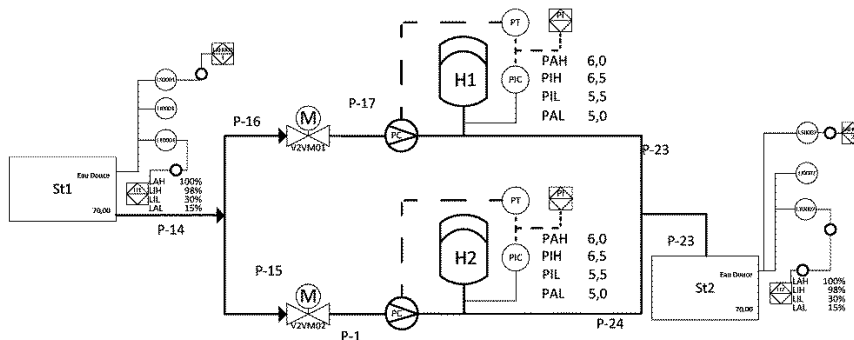 PT
PT
PAH 6,0
PIH 6,5
PIL 5,5
PAL 5,0
H1
PIC
P-17
P-16
M
V2VM01
PC
P-23
Eau Douce
St1
70,00
LAH 100%
LIH 98%
LIL 30%
LAL 15%
P-14
PT
PT
PAH 6,0
PIH 6,5
PIL 5,5
PAL 5,0
H2
PIC
P-15
M
V2VM02
PC
P-1
P-24
P-23
Eau Douce
St2
70,00
LAH 100%
LIH 98%
LIL 30%
LAL 15%